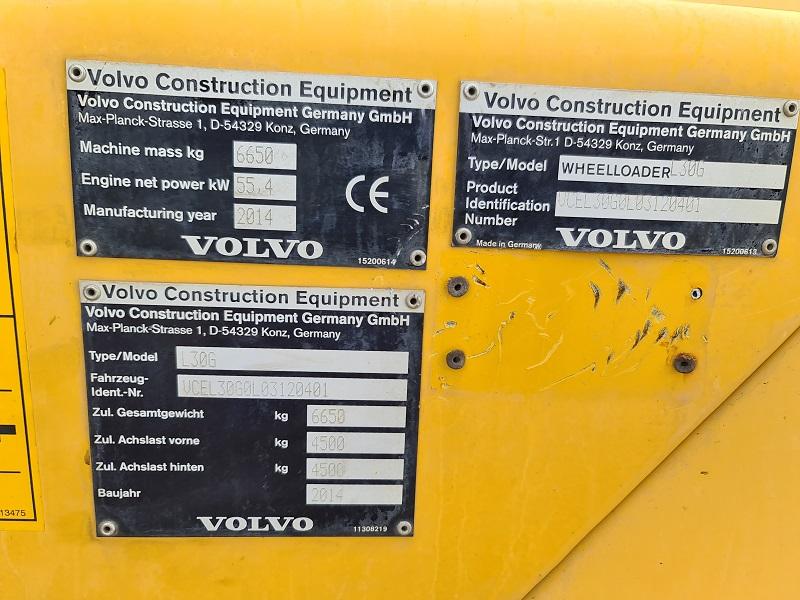 Volvo Construction Equipment
Volvo Construction Equipment Germany GmbH
Max-Planck-Strasse 1, D-54329 Konz, Germany
Machine mass kg 6650
Engine net power kW 55,4
Manufacturing year 2014
CE
VOLVO
15200614
Volvo Construction Equipment
Volvo Construction Equipment Germany GmbH
Max-Planck-Str.1 D-54329 Konz, Germany
Type/Model WHEELLOADER L30G
Product
Identification VCEL30G0L03120401
Number
Made in Germany
VOLVO
15200613
Volvo Construction Equipment
Volvo Construction Equipment Germany GmbH
Max-Planck-Strasse 1, D-54329 Konz, Germany
Type/Model L30G
Fahrzeug-
Ident.-Nr. VCEL30G0L03120401
Zul. Gesamtgewicht kg 6650
Zul. Achslast vorne kg 4500
Zul. Achslast hinten kg 4500
Baujahr 2014
VOLVO
11308219
13475